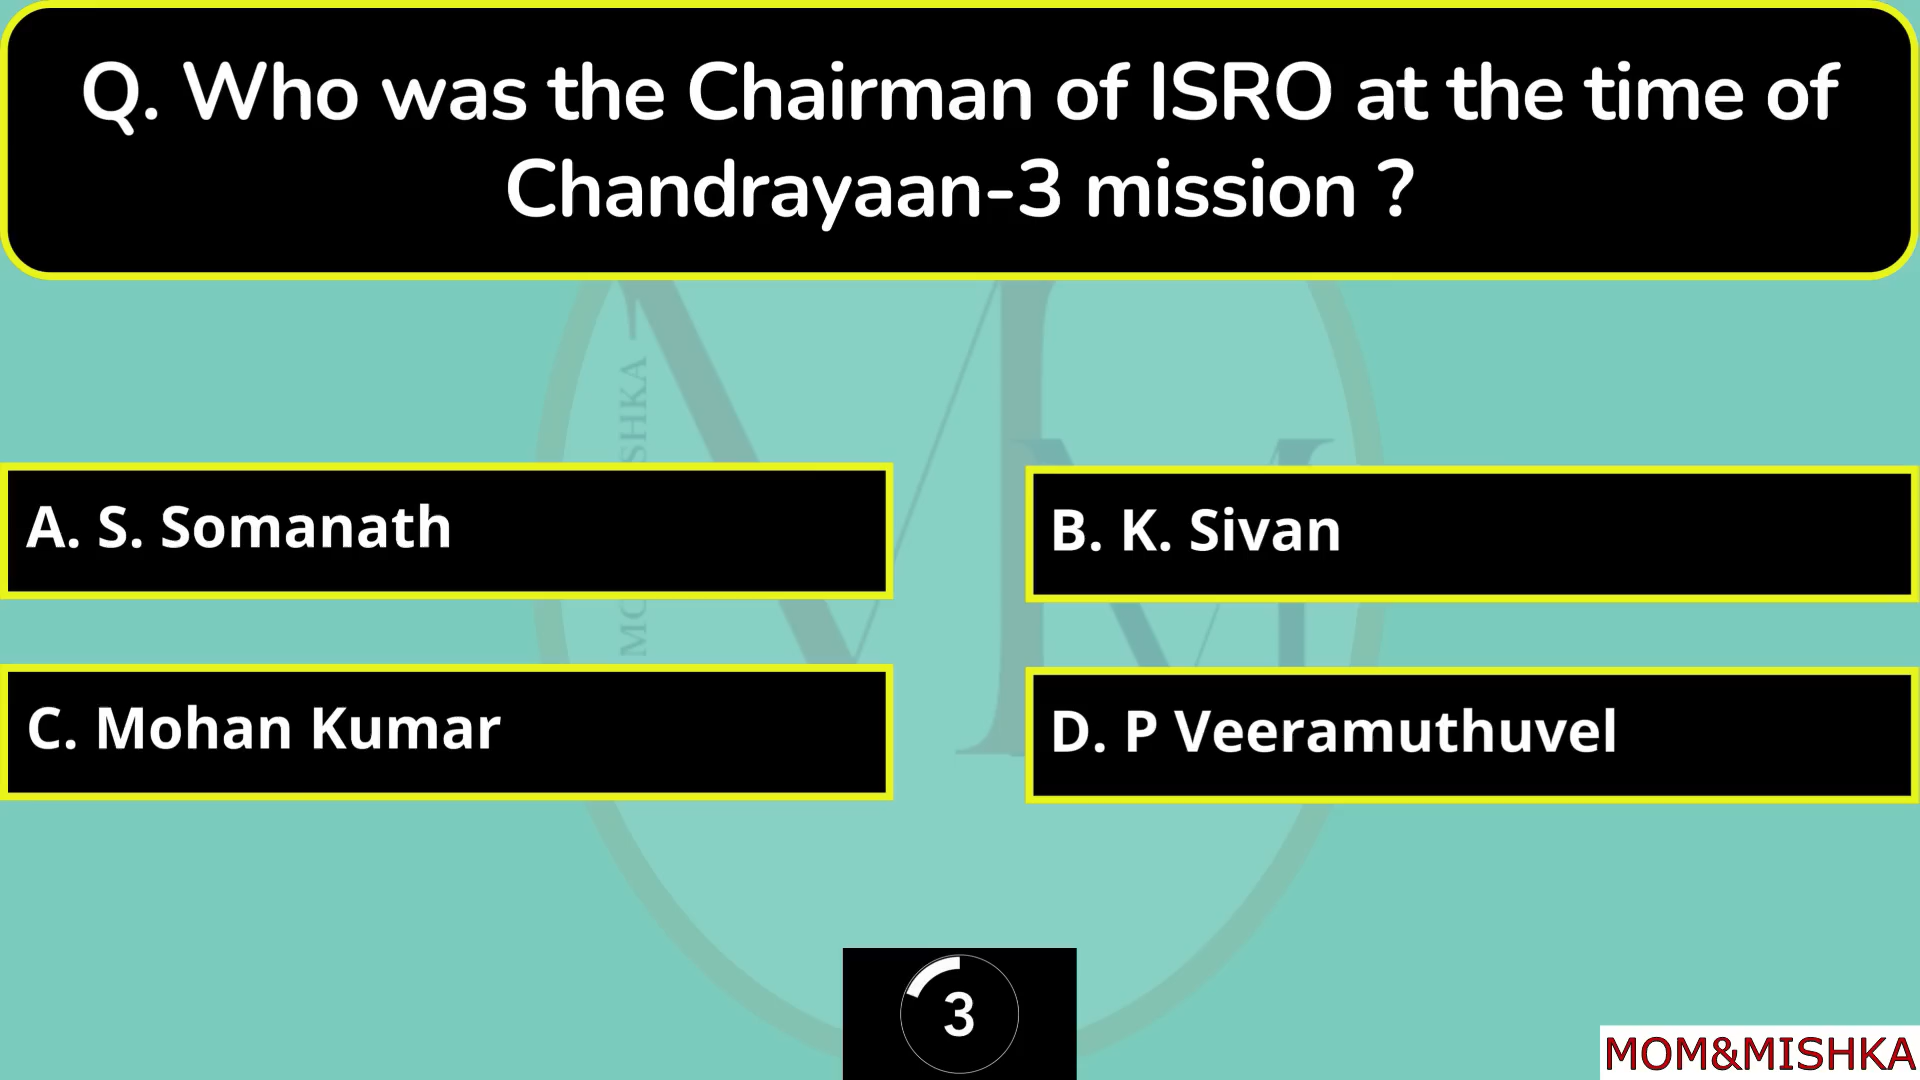 Q. Who was the Chairman of ISRO at the time of
Chandrayaan-3 mission ?
A. S. Somanath
B. K. Sivan
C. Mohan Kumar
D. P Veeramuthuvel
3
MOM&MISHKA